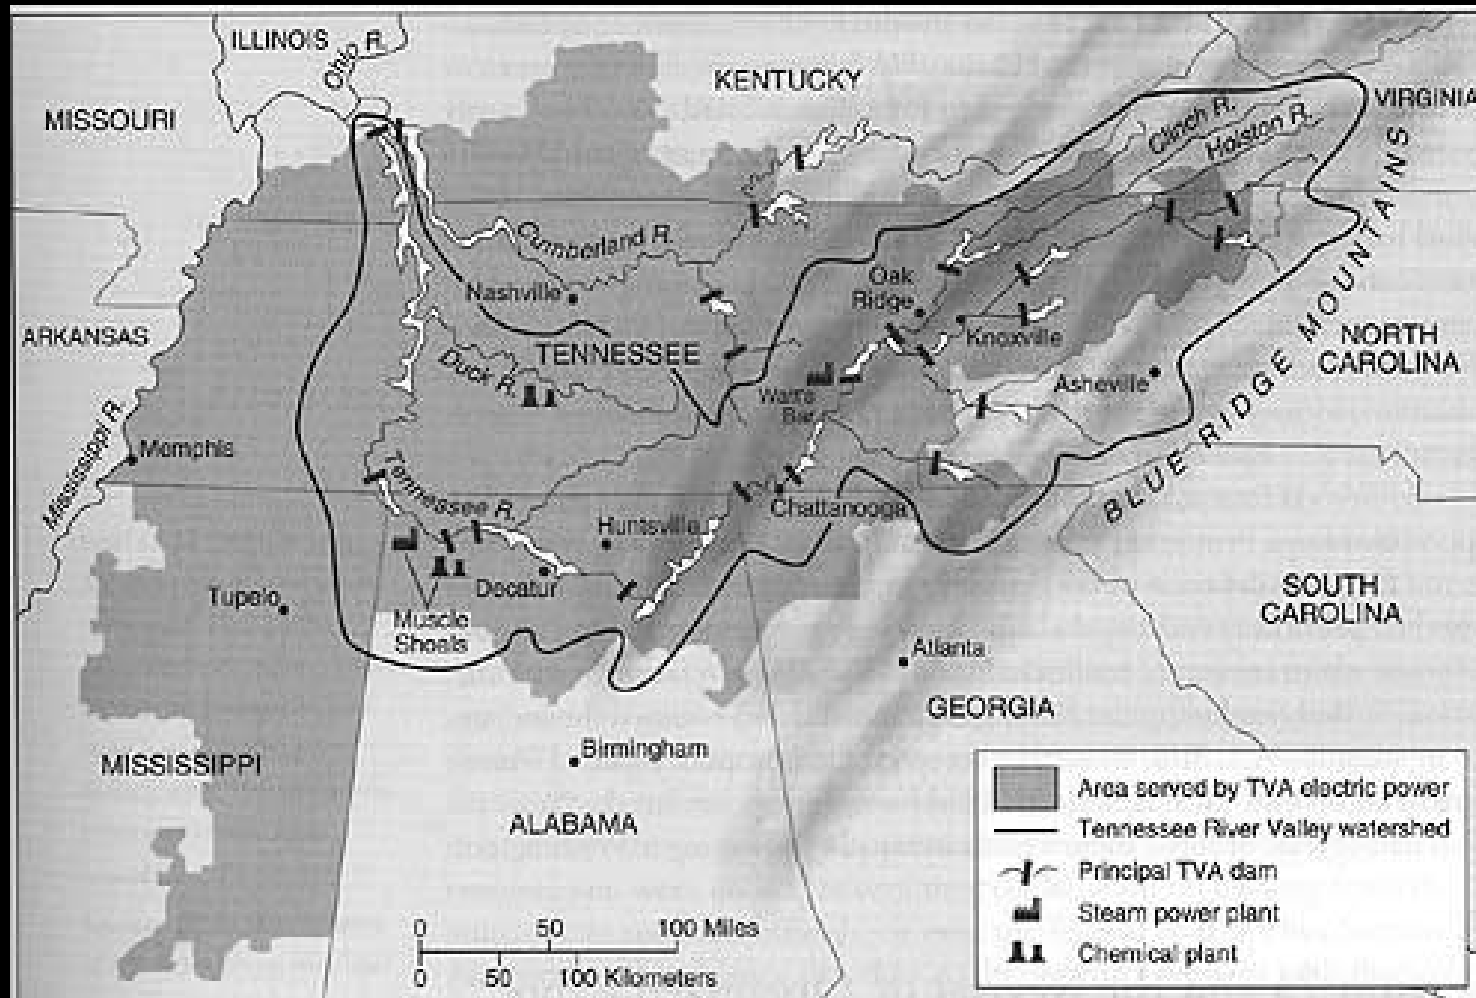 ILLINOIS
Ohio R.
MISSOURI
KENTUCKY
VIRGINIA
Clinch R.
Holston R.
Cumberland R.
Nashville
Oak
Ridge
Knoxville
ARKANSAS
TENNESSEE
Duck R.
Watts
Bar
Asheville
NORTH
CAROLINA
BLUE RIDGE MOUNTAINS
Mississippi R.
Memphis
Tennessee R.
Chattanooga
Huntsville
Decatur
Tupelo
Muscle
Shoals
SOUTH
CAROLINA
Atlanta
GEORGIA
Birmingham
MISSISSIPPI
ALABAMA
Area served by TVA electric power
Tennessee River Valley watershed
Principal TVA dam
Steam power plant
Chemical plant
0 50 100 Miles
0 50 100 Kilometers